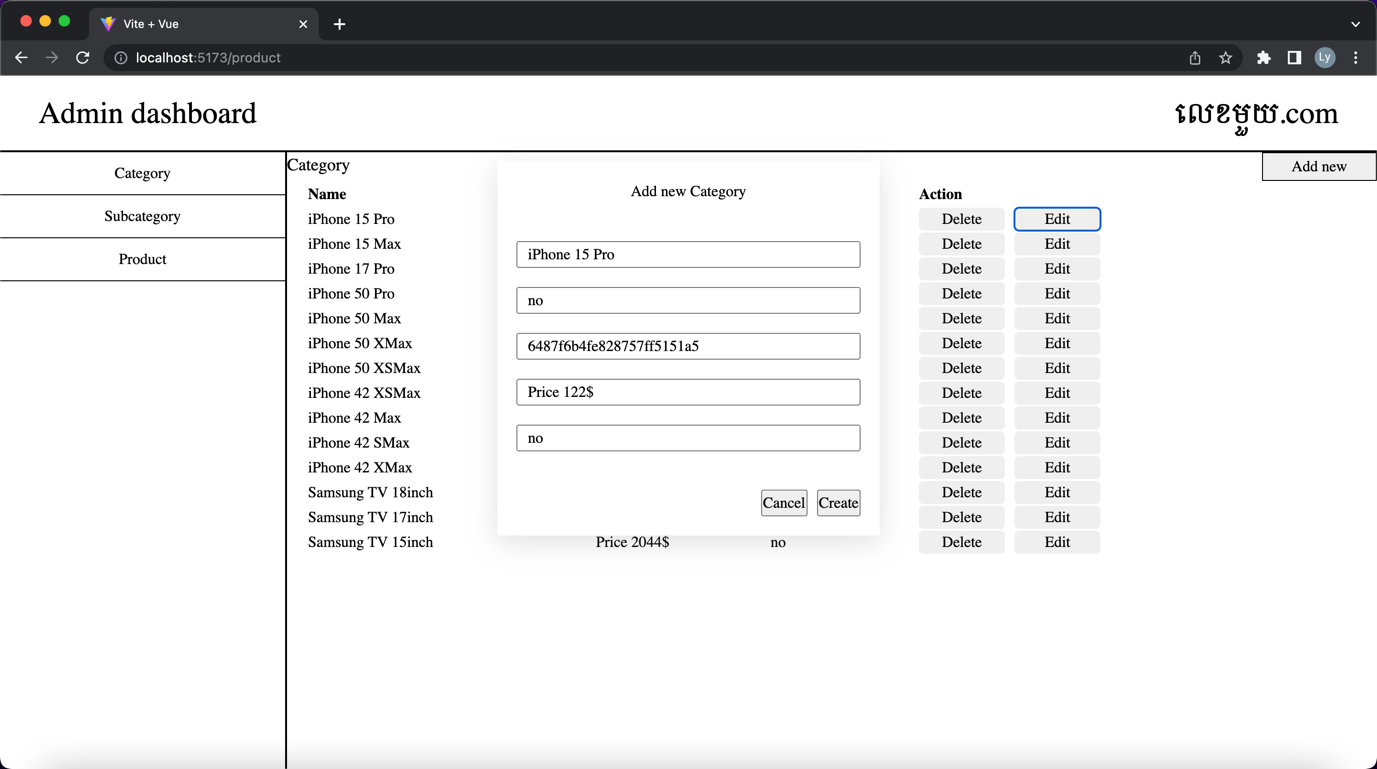 Vite + Vue
localhost:5173/product
Ly
Admin dashboard
លេខមួយ.com
Category
Subcategory
Product
Category
Add new
Name
Action
iPhone 15 Pro
Delete
Edit
iPhone 15 Max
Delete
Edit
iPhone 17 Pro
Delete
Edit
iPhone 50 Pro
Delete
Edit
iPhone 50 Max
Delete
Edit
iPhone 50 XMax
Delete
Edit
iPhone 50 XSMax
Delete
Edit
iPhone 42 XSMax
Delete
Edit
iPhone 42 Max
Delete
Edit
iPhone 42 SMax
Delete
Edit
iPhone 42 XMax
Delete
Edit
Samsung TV 18inch
Delete
Edit
Samsung TV 17inch
Delete
Edit
Samsung TV 15inch
Price 2044$
no
Delete
Edit
Add new Category
iPhone 15 Pro
no
6487f6b4fe828757ff5151a5
Price 122$
no
Cancel
Create